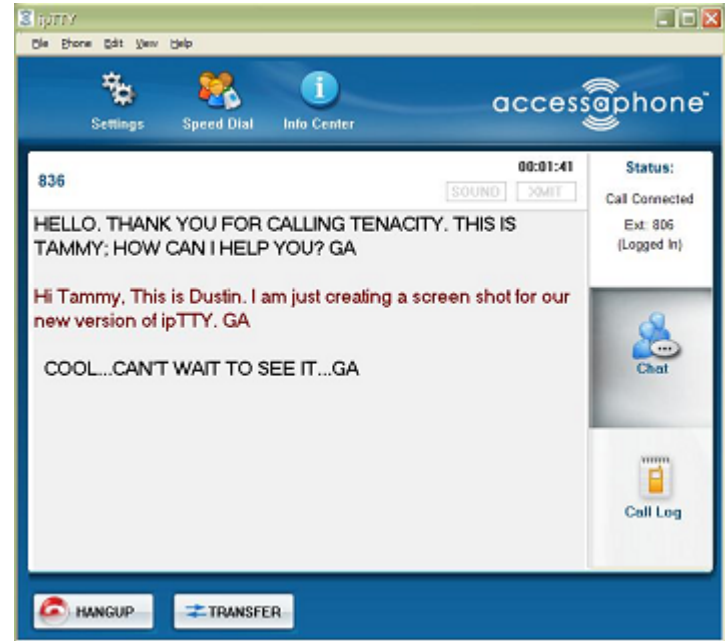 ipTTY
File Phone Edit View Help
Settings Speed Dial Info Center
accessaphone™
836
00:01:41
SOUND XMIT
HELLO. THANK YOU FOR CALLING TENACITY. THIS IS
TAMMY; HOW CAN I HELP YOU? GA
Hi Tammy, This is Dustin. I am just creating a screen shot for our
new version of ipTTY. GA
COOL...CAN'T WAIT TO SEE IT...GA
Status:
Call Connected
Ext: 806
(Logged In)
Chat
Call Log
HANGUP TRANSFER